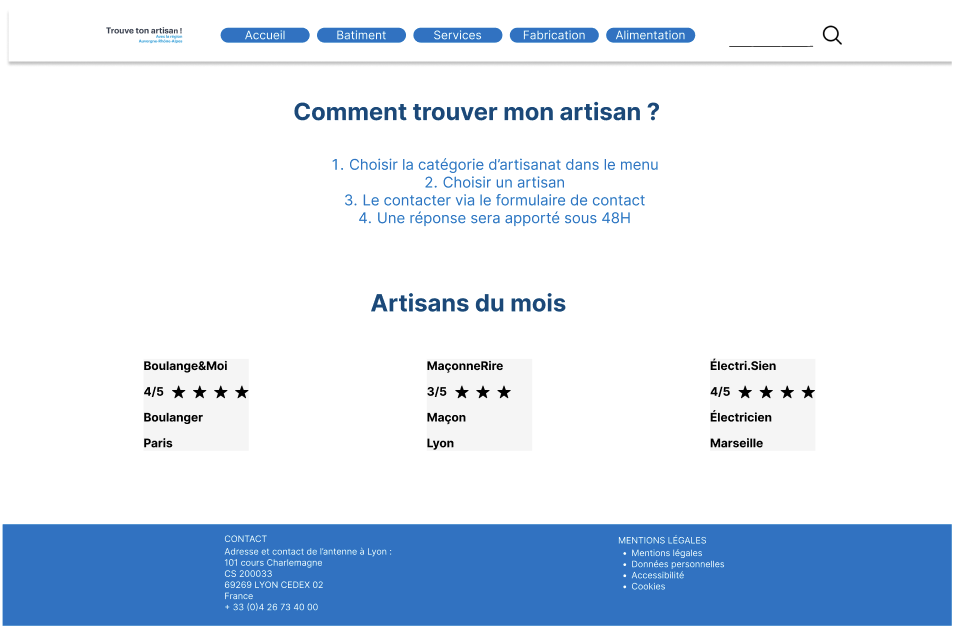 Trouve ton artisan !
Avec la région
Auvergne-Rhône-Alpes
Accueil
Batiment
Services
Fabrication
Alimentation
Comment trouver mon artisan ?
1. Choisir la catégorie d’artisanat dans le menu
2. Choisir un artisan
3. Le contacter via le formulaire de contact
4. Une réponse sera apporté sous 48H
Artisans du mois
Boulange&Moi
4/5 ★ ★ ★ ★
Boulanger
Paris
MaçonneRire
3/5 ★ ★ ★
Maçon
Lyon
Électri.Sien
4/5 ★ ★ ★ ★
Électricien
Marseille
CONTACT
Adresse et contact de l’antenne à Lyon :
101 cours Charlemagne
CS 200033
69269 LYON CEDEX 02
France
+ 33 (0)4 26 73 40 00
MENTIONS LÉGALES
• Mentions légales
• Données personnelles
• Accessibilité
• Cookies